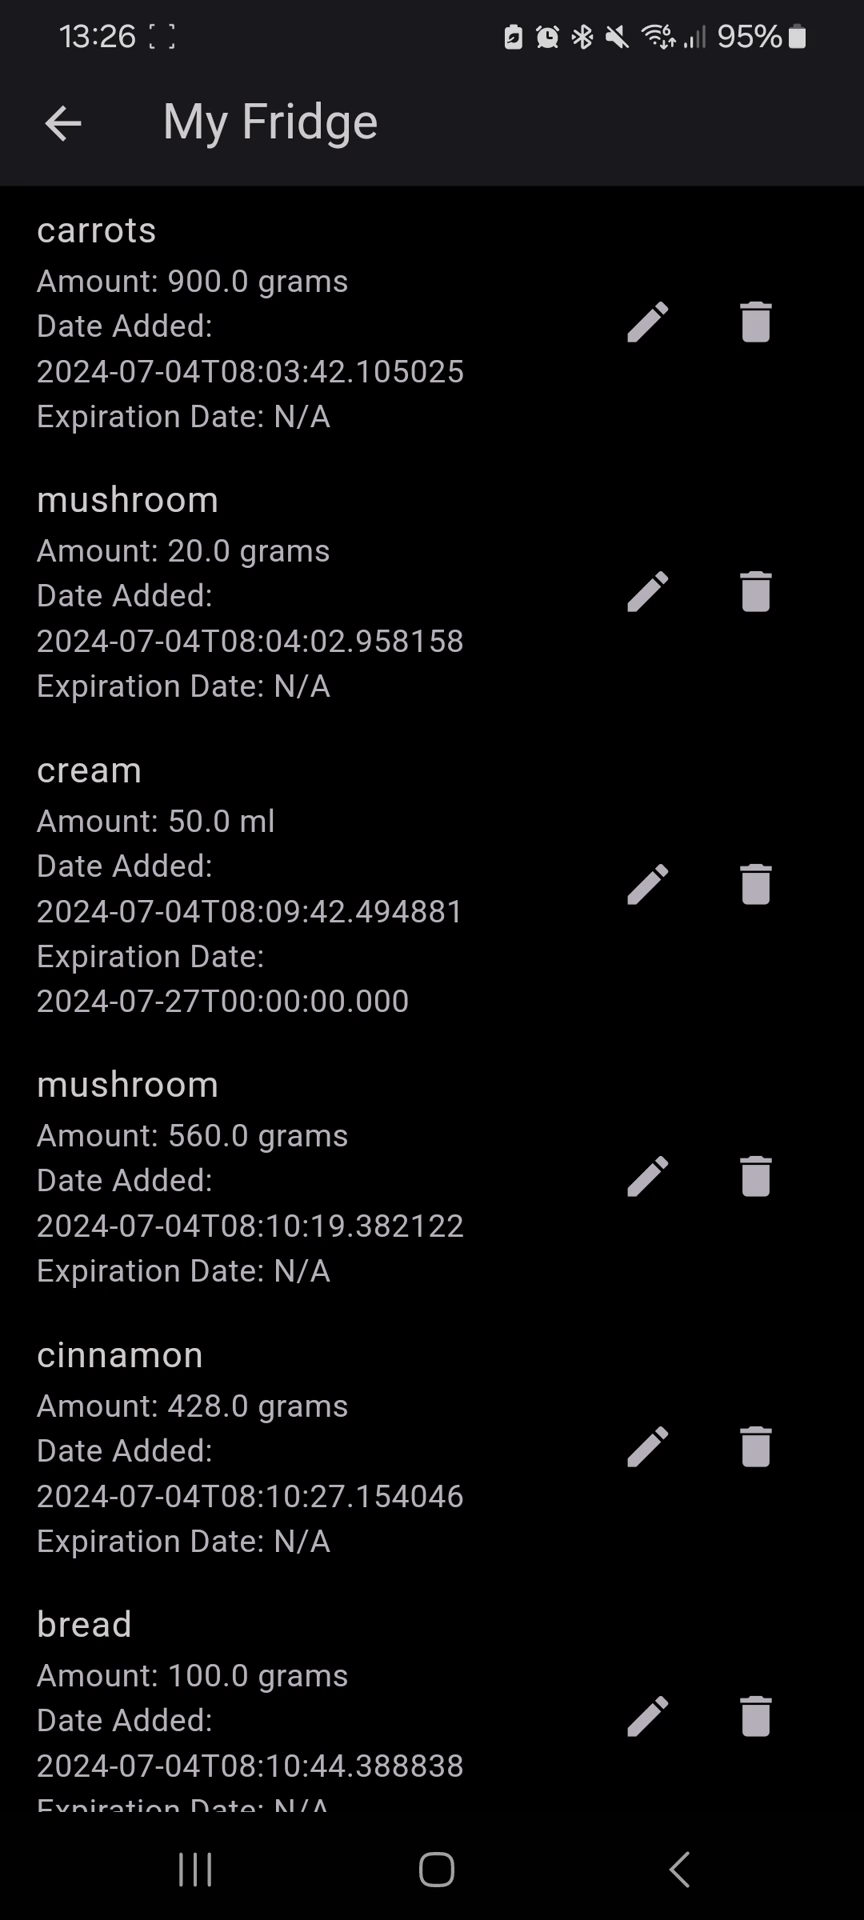 13:26
95%
My Fridge
carrots
Amount: 900.0 grams
Date Added:
2024-07-04T08:03:42.105025
Expiration Date: N/A
mushroom
Amount: 20.0 grams
Date Added:
2024-07-04T08:04:02.958158
Expiration Date: N/A
cream
Amount: 50.0 ml
Date Added:
2024-07-04T08:09:42.494881
Expiration Date:
2024-07-27T00:00:00.000
mushroom
Amount: 560.0 grams
Date Added:
2024-07-04T08:10:19.382122
Expiration Date: N/A
cinnamon
Amount: 428.0 grams
Date Added:
2024-07-04T08:10:27.154046
Expiration Date: N/A
bread
Amount: 100.0 grams
Date Added:
2024-07-04T08:10:44.388838
Expiration Date: N/A